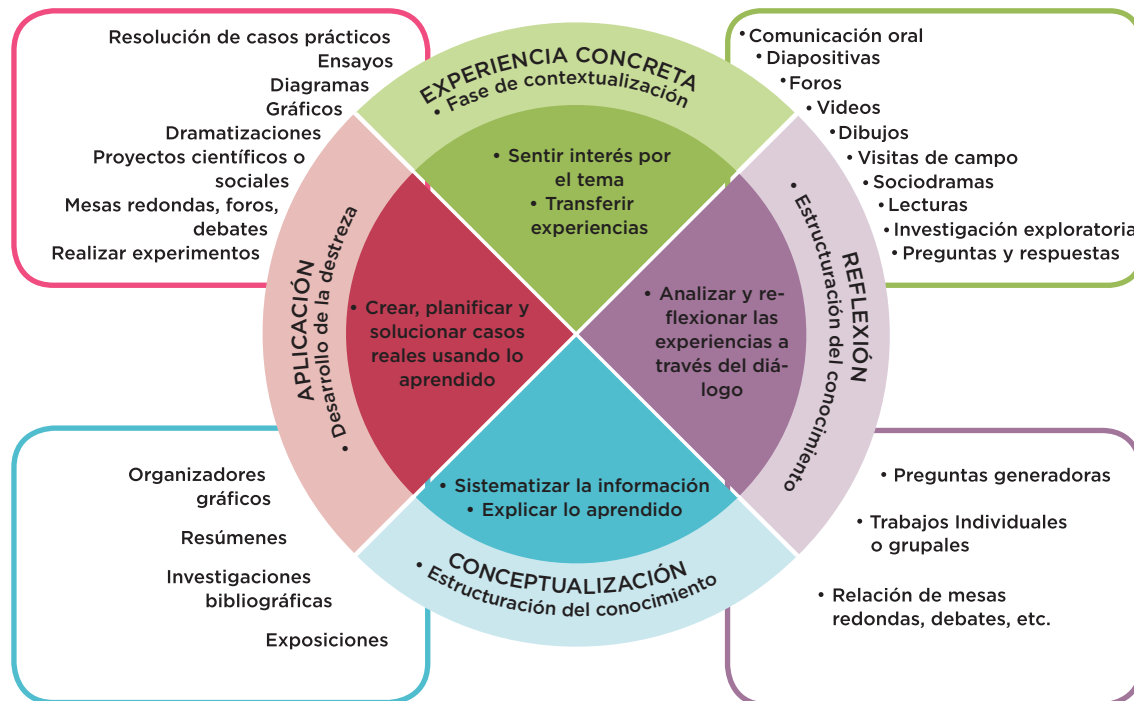 Resolución de casos prácticos
Ensayos
Diagramas
Gráficos
Dramatizaciones
Proyectos científicos o
sociales
Mesas redondas, foros,
debates
Realizar experimentos
EXPERIENCIA CONCRETA
• Fase de contextualización
• Sentir interés por
el tema
• Transferir
experiencias
• Comunicación oral
• Diapositivas
• Foros
• Videos
• Dibujos
• Visitas de campo
• Sociodramas
• Lecturas
• Investigación exploratoria
• Preguntas y respuestas
APLICACIÓN
• Desarrollo de la destreza
• Crear, planificar y
solucionar casos
reales usando lo
aprendido
• Analizar y re-
flexionar las
experiencias a
través del diá-
logo
REFLEXIÓN
• Estructuración del conocimiento
Organizadores
gráficos
Resúmenes
Investigaciones
bibliográficas
Exposiciones
• Sistematizar la información
• Explicar lo aprendido
CONCEPTUALIZACIÓN
• Estructuración del conocimiento
• Preguntas generadoras
• Trabajos Individuales
o grupales
• Relación de mesas
redondas, debates, etc.